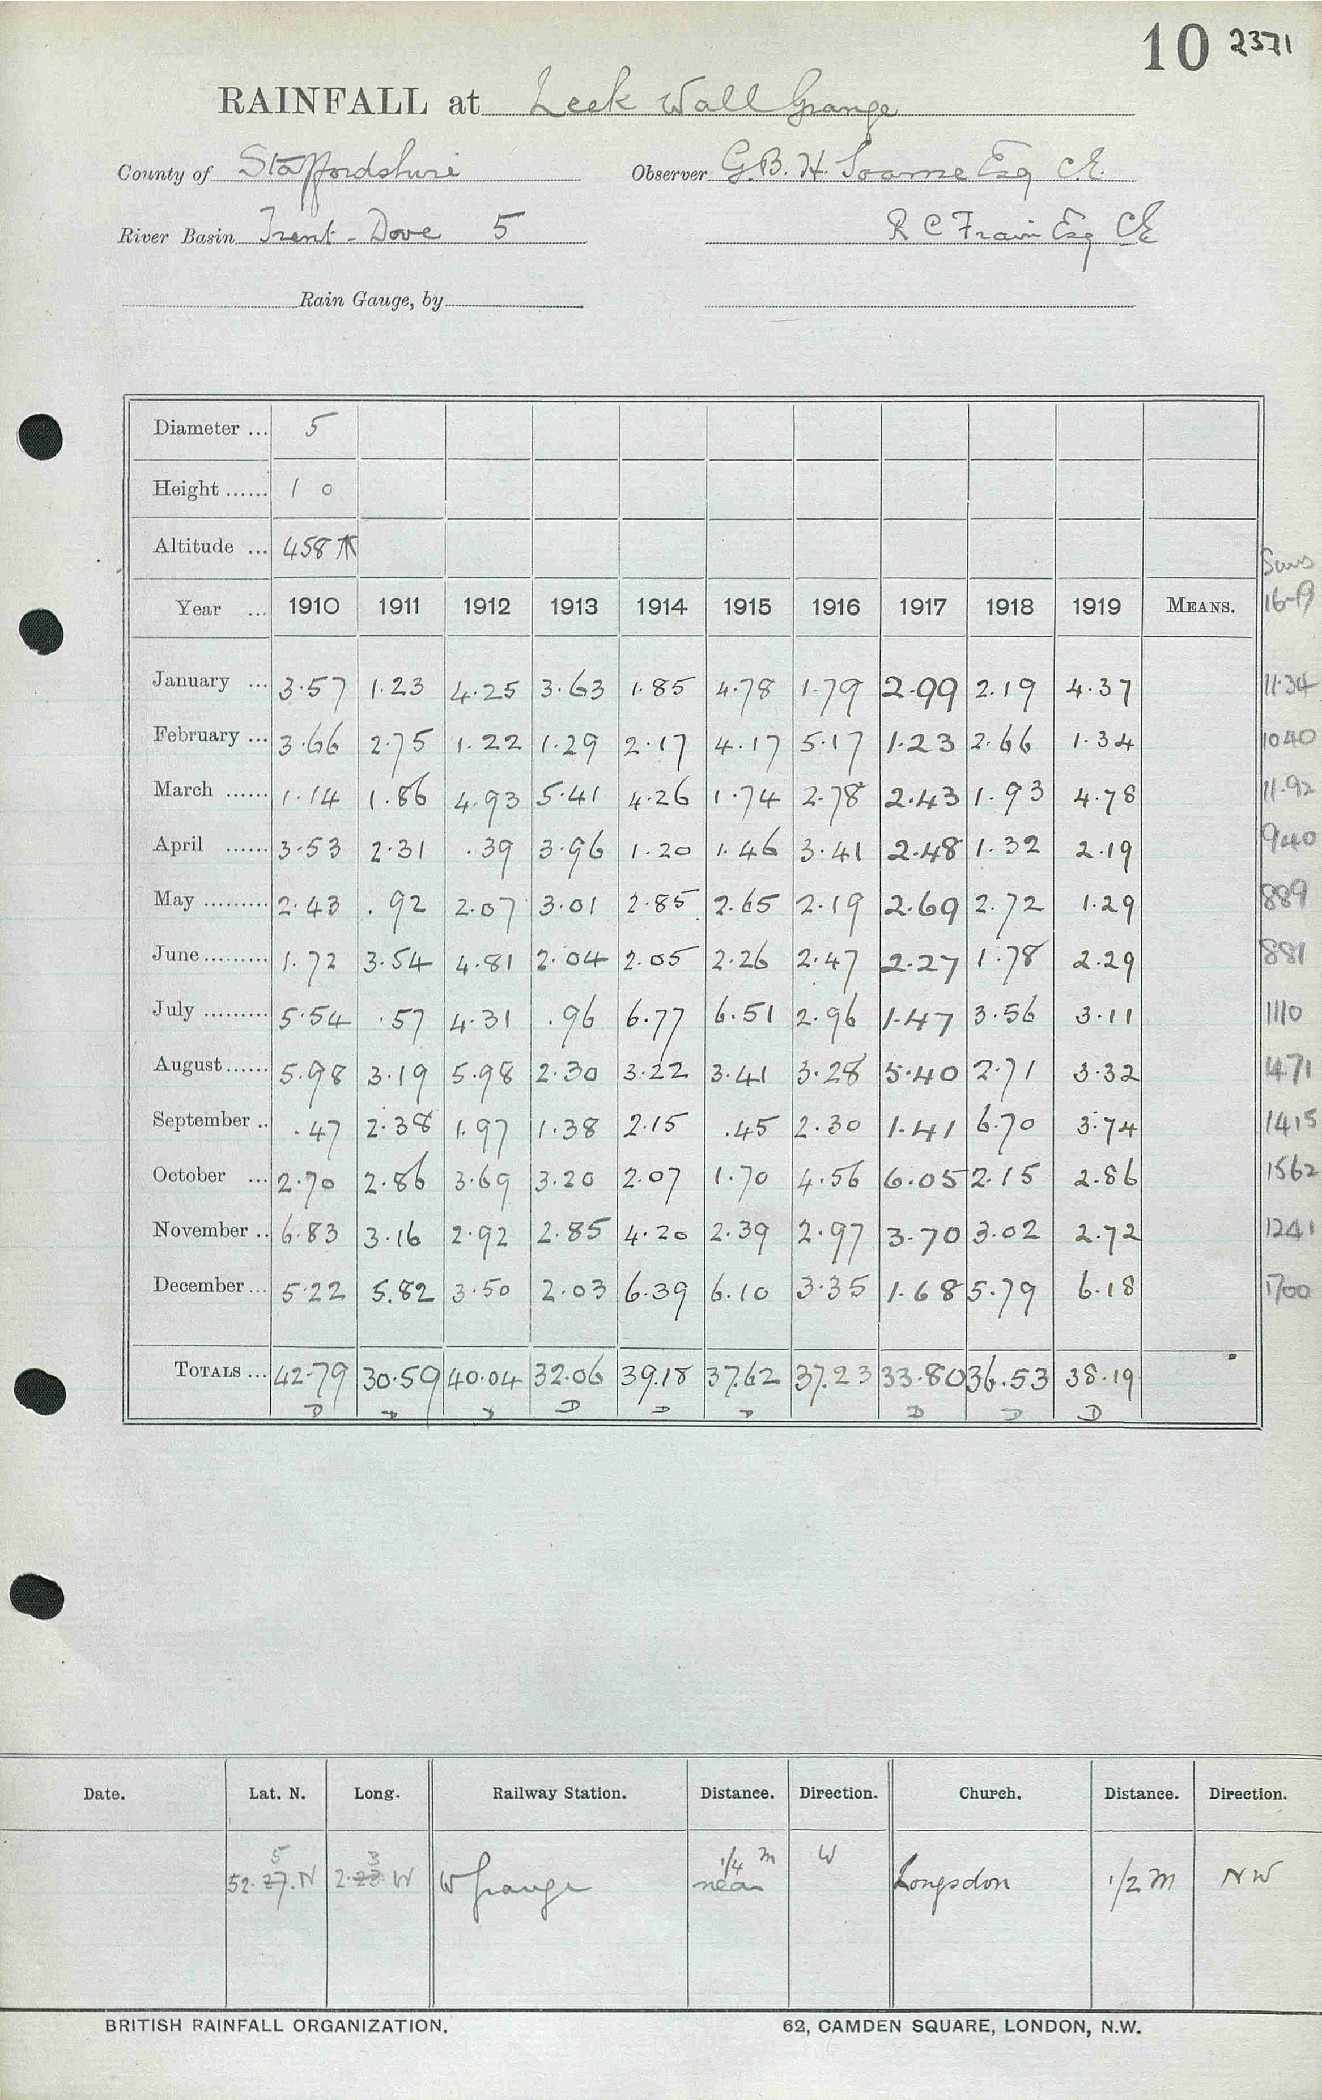 10 2371
RAINFALL at Leek Wall Grange
County of Staffordshire Observer G.B.H. Soame Esq C.E.
River Basin Trent - Dove 5 R C Frain Esq CE
Rain Gauge, by
Diameter ... 5
Height ...... 1 0
Altitude ... 458
Year ... 1910 1911 1912 1913 1914 1915 1916 1917 1918 1919 MEANS. Sums 16-19
January ... 3.57 1.23 4.25 3.63 1.85 4.78 1.79 2.99 2.19 4.37 11.34
February ... 3.66 2.75 1.22 1.29 2.17 4.17 5.17 1.23 2.66 1.34 1040
March ...... 1.14 1.86 4.93 5.41 4.26 1.74 2.78 2.43 1.93 4.78 11.92
April ...... 3.53 2.31 .39 3.96 1.20 1.46 3.41 2.48 1.32 2.19 940
May ......... 2.43 .92 2.07 3.01 2.85 2.65 2.19 2.69 2.72 1.29 889
June ......... 1.72 3.54 4.81 2.04 2.05 2.26 2.47 2.27 1.78 2.29 881
July ......... 5.54 .57 4.31 .96 6.77 6.51 2.96 1.47 3.56 3.11 1110
August ...... 5.98 3.19 5.98 2.30 3.22 3.41 3.28 5.40 2.71 3.32 1471
September .. .47 2.38 1.97 1.38 2.15 .45 2.30 1.41 6.70 3.74 1415
October ... 2.70 2.86 3.69 3.20 2.07 1.70 4.56 6.05 2.15 2.86 1562
November .. 6.83 3.16 2.92 2.85 4.20 2.39 2.97 3.70 3.02 2.72 1241
December ... 5.22 5.82 3.50 2.03 6.39 6.10 3.35 1.68 5.79 6.18 1700
TOTALS ... 42.79 30.59 40.04 32.06 39.18 37.62 37.23 33.80 36.53 38.19
D D D D D D D D D
Date. Lat. N. Long. Railway Station. Distance. Direction. Church. Distance. Direction.
5 3 1/4 m W
52.27.N 2.23 W W Grange near Longsdon 1/2 m NW
BRITISH RAINFALL ORGANIZATION. 62, CAMDEN SQUARE, LONDON, N.W.